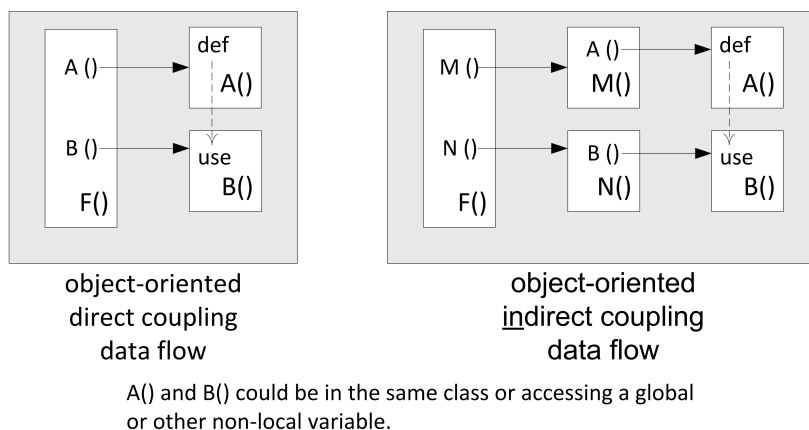 A ()
def
A()
B ()
use
B()
F()
object-oriented
direct coupling
data flow
M ()
A ()
M()
def
A()
N ()
B ()
N()
use
B()
F()
object-oriented
indirect coupling
data flow
A() and B() could be in the same class or accessing a global
or other non-local variable.